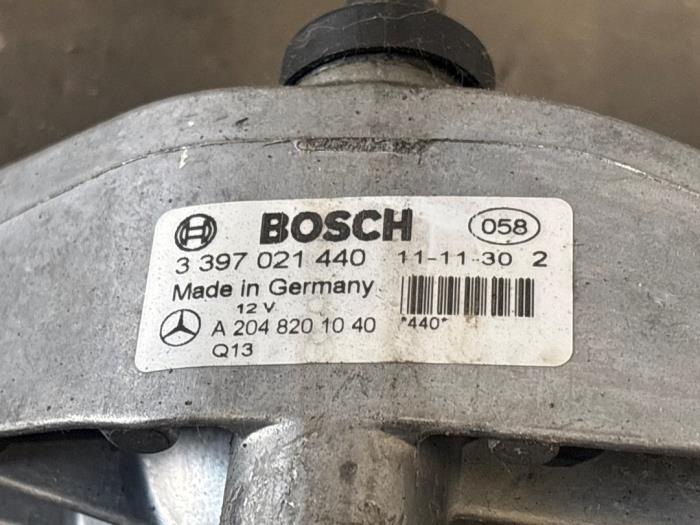 BOSCH 058
3 397 021 440 11-11-30 2
Made in Germany
12 V
A 204 820 10 40 *440*
Q13